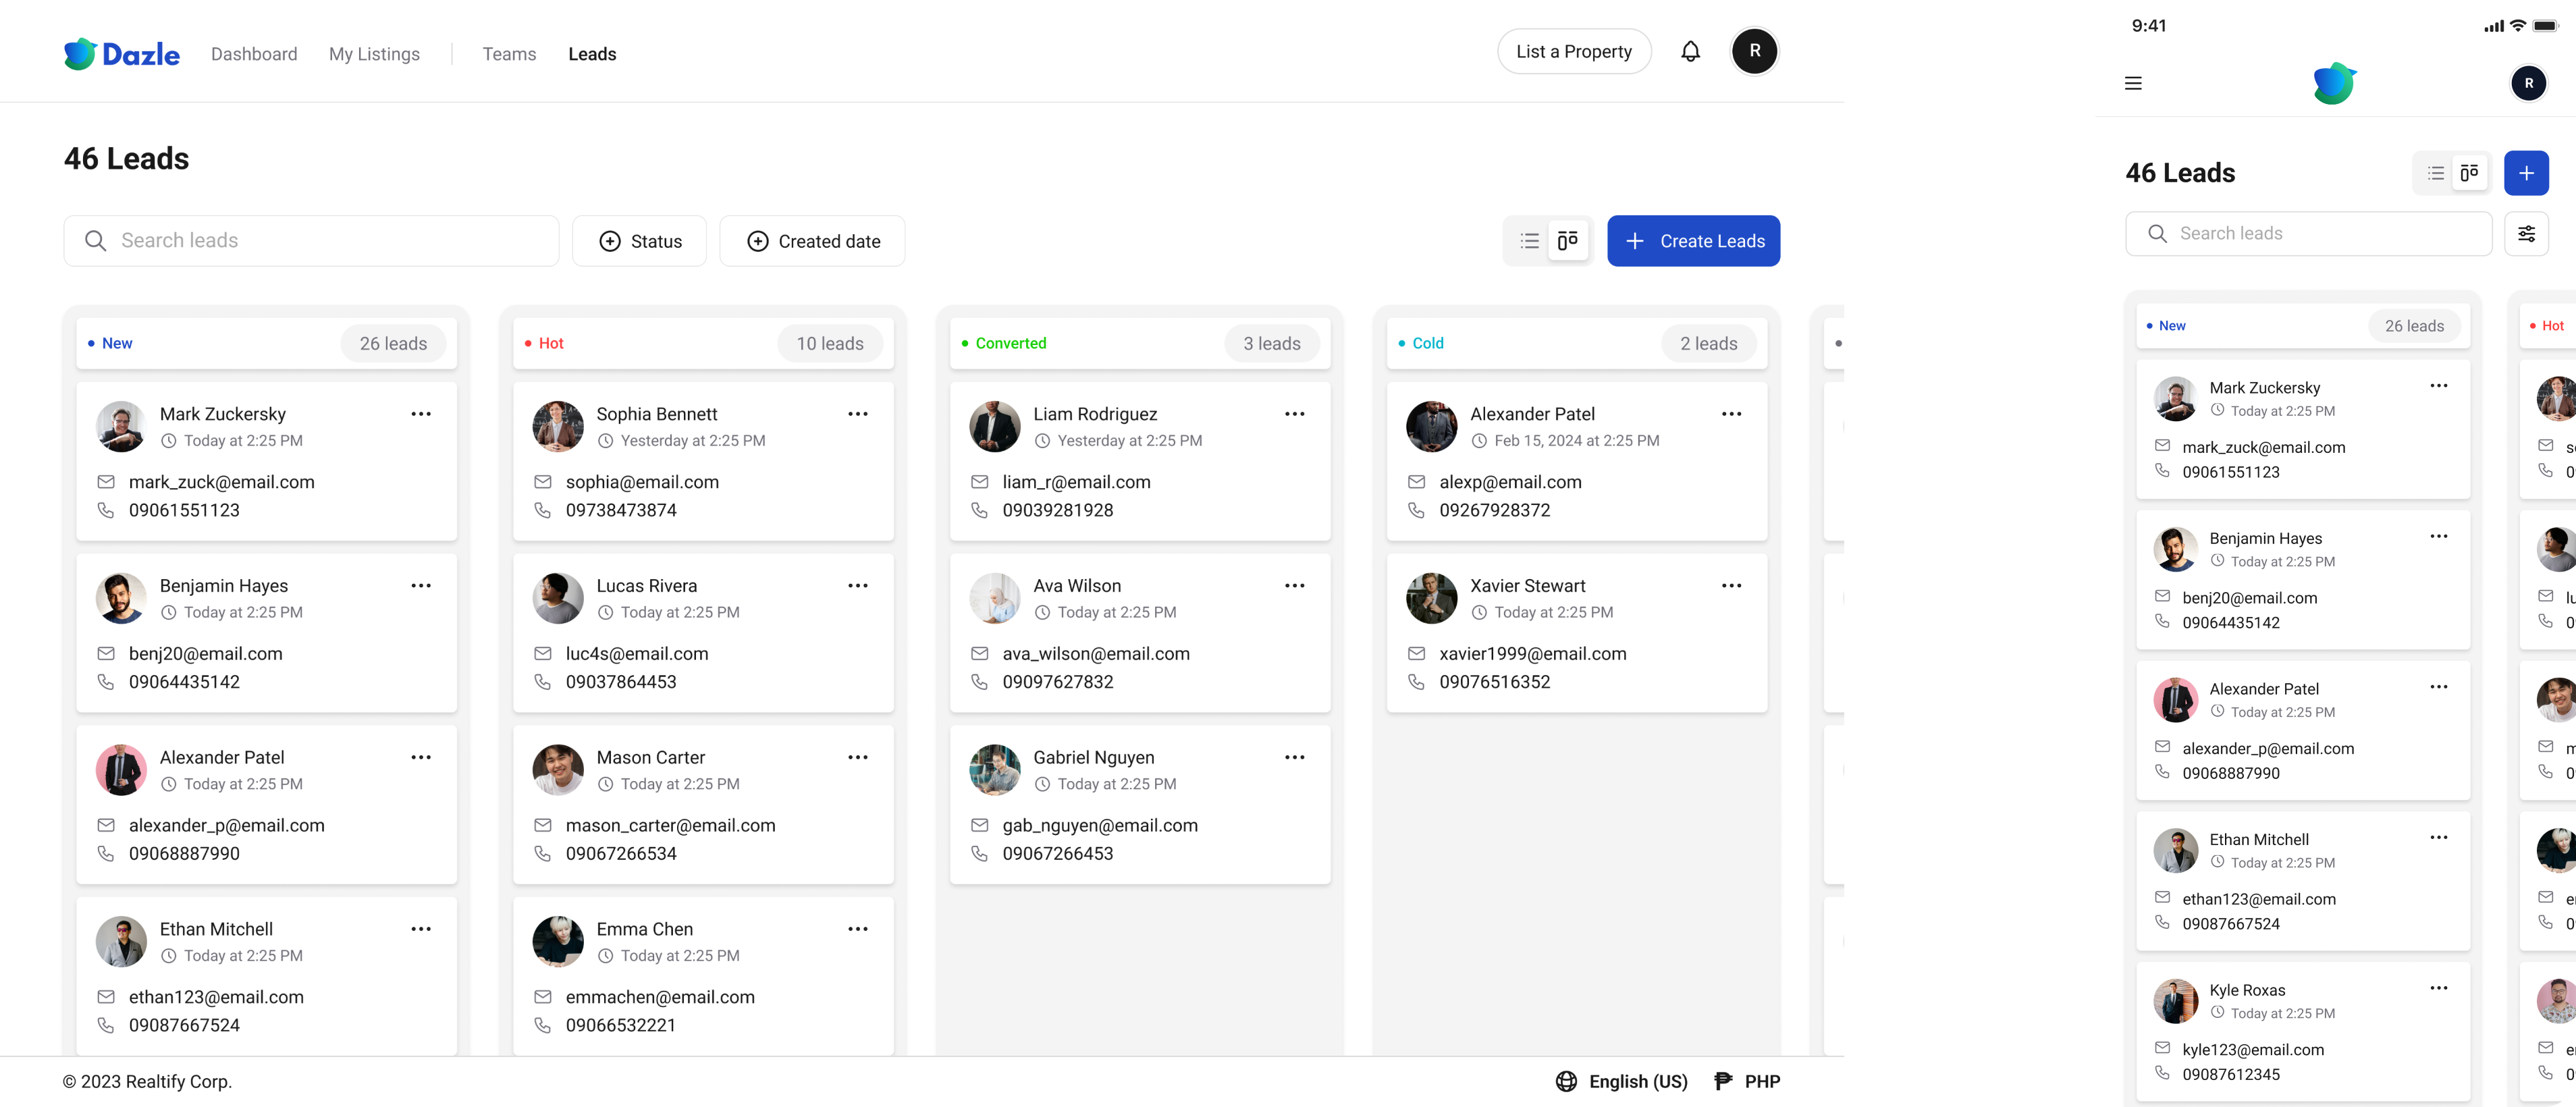 Dazle
Dashboard
My Listings
Teams
Leads
List a Property
R
46 Leads
Search leads
Status
Created date
Create Leads
New
26 leads
Mark Zuckersky
Today at 2:25 PM
mark_zuck@email.com
09061551123
Benjamin Hayes
Today at 2:25 PM
benj20@email.com
09064435142
Alexander Patel
Today at 2:25 PM
alexander_p@email.com
09068887990
Ethan Mitchell
Today at 2:25 PM
ethan123@email.com
09087667524
Hot
10 leads
Sophia Bennett
Yesterday at 2:25 PM
sophia@email.com
09738473874
Lucas Rivera
Today at 2:25 PM
luc4s@email.com
09037864453
Mason Carter
Today at 2:25 PM
mason_carter@email.com
09067266534
Emma Chen
Today at 2:25 PM
emmachen@email.com
09066532221
Converted
3 leads
Liam Rodriguez
Yesterday at 2:25 PM
liam_r@email.com
09039281928
Ava Wilson
Today at 2:25 PM
ava_wilson@email.com
09097627832
Gabriel Nguyen
Today at 2:25 PM
gab_nguyen@email.com
09067266453
Cold
2 leads
Alexander Patel
Feb 15, 2024 at 2:25 PM
alexp@email.com
09267928372
Xavier Stewart
Today at 2:25 PM
xavier1999@email.com
09076516352
© 2023 Realtify Corp.
English (US)
PHP
9:41
R
46 Leads
Search leads
New
26 leads
Mark Zuckersky
Today at 2:25 PM
mark_zuck@email.com
09061551123
Benjamin Hayes
Today at 2:25 PM
benj20@email.com
09064435142
Alexander Patel
Today at 2:25 PM
alexander_p@email.com
09068887990
Ethan Mitchell
Today at 2:25 PM
ethan123@email.com
09087667524
Kyle Roxas
Today at 2:25 PM
kyle123@email.com
09087612345
Hot